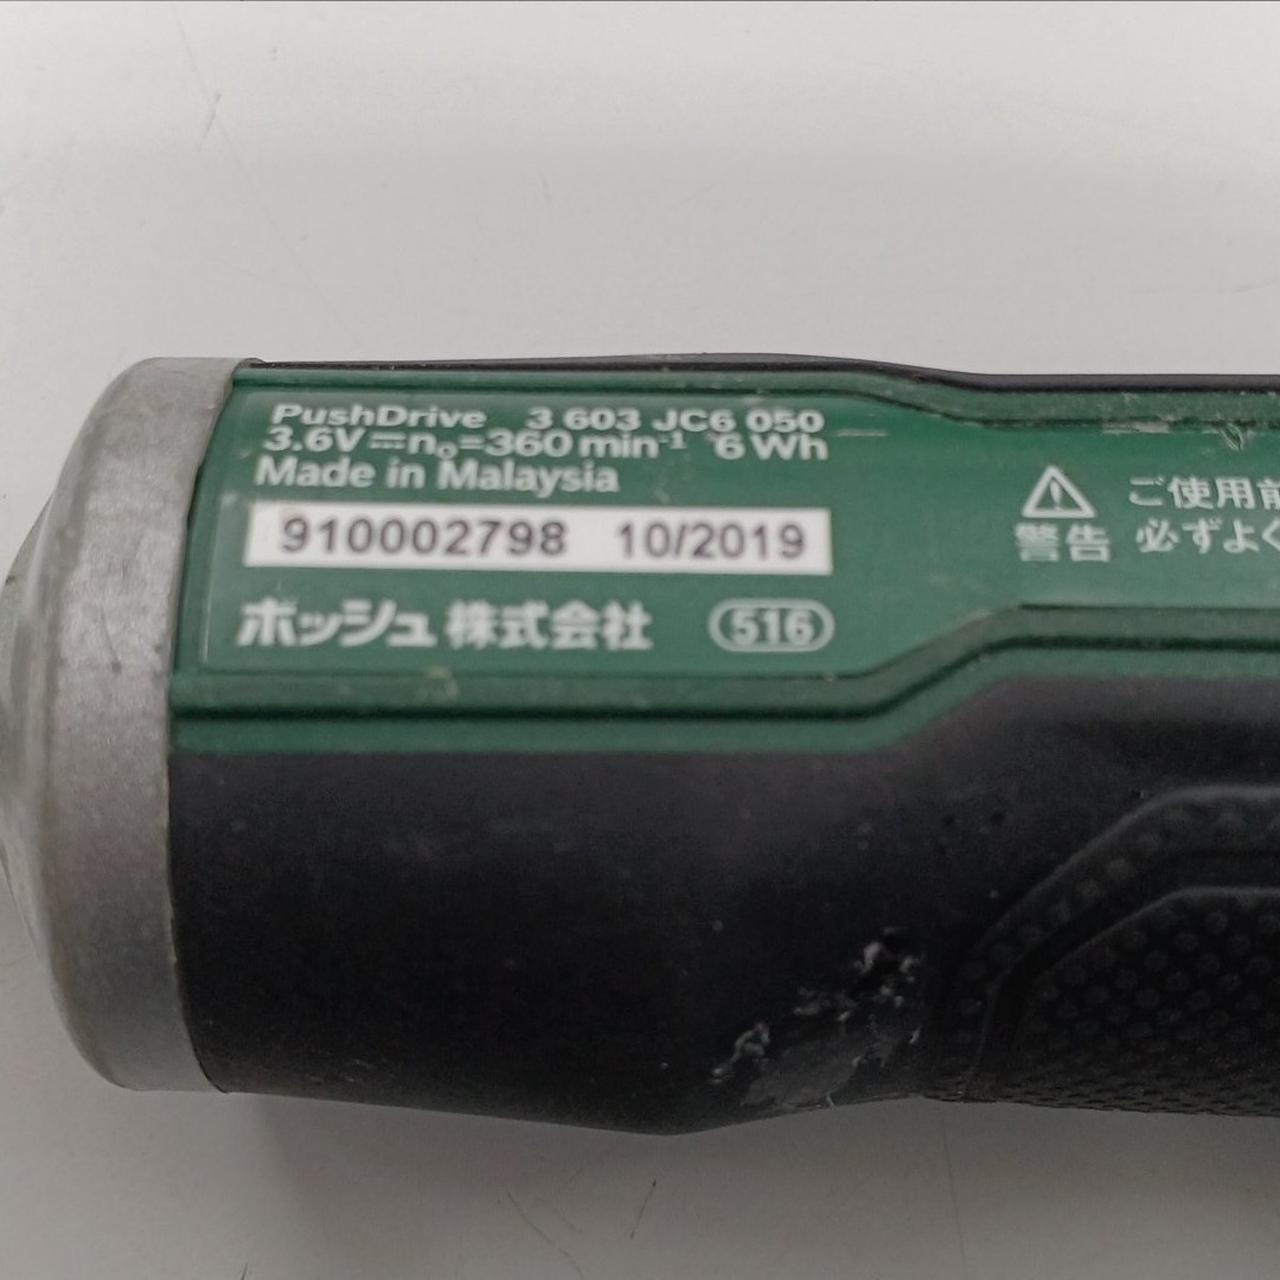 PushDrive 3 603 JC6 050
3.6V⎓n₀=360 min⁻¹ 6 Wh
Made in Malaysia
910002798 10/2019
ボッシュ 株式会社 516
警告
ご使用前
必ずよく